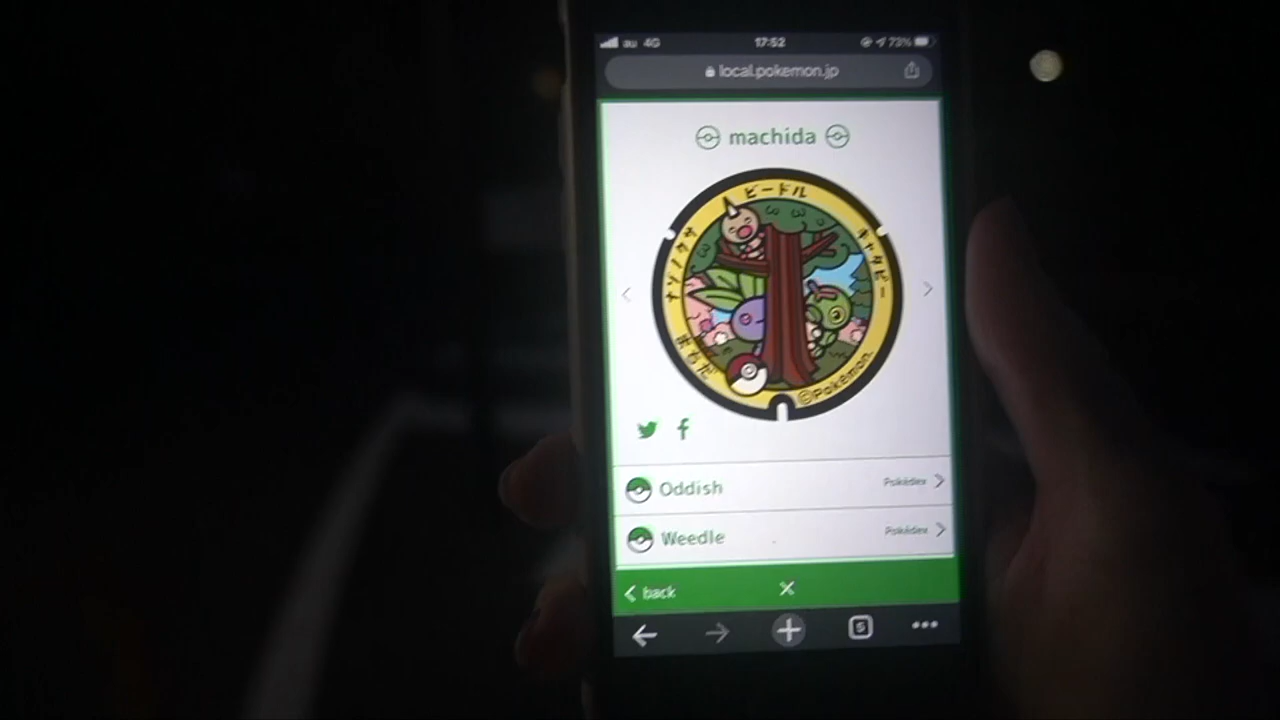 au 4G 17:52 73%
local.pokemon.jp
machida
ビードル
ナゾノクサ
キャタピー
まちだ
©Pokémon.
Oddish Pokédex
Weedle Pokédex
back
5